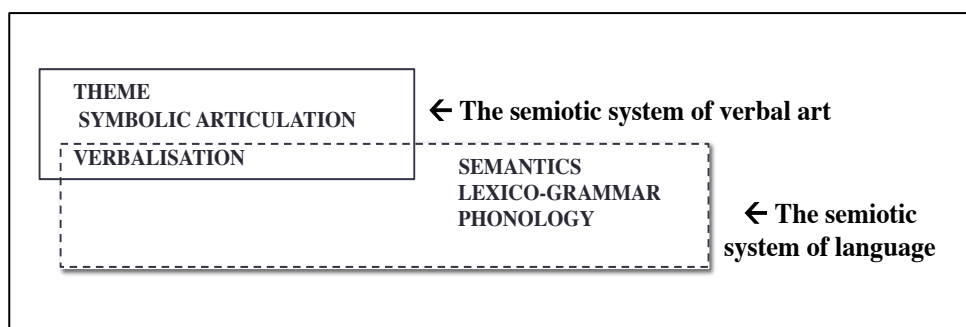 THEME
SYMBOLIC ARTICULATION
← The semiotic system of verbal art
VERBALISATION
SEMANTICS
LEXICO-GRAMMAR
PHONOLOGY
← The semiotic
system of language